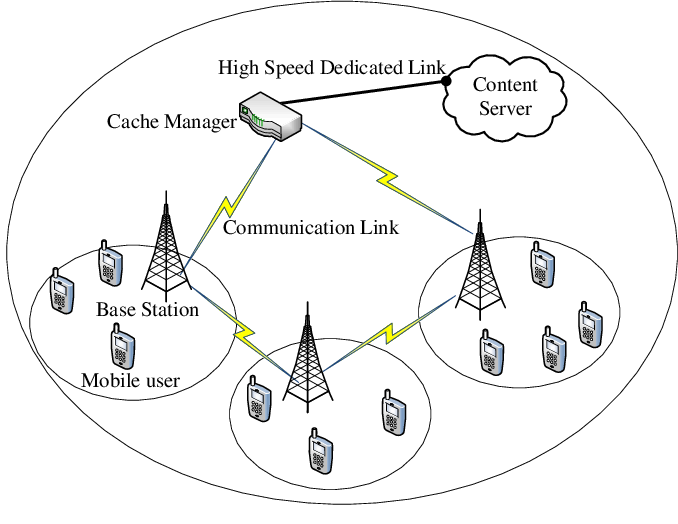 High Speed Dedicated Link
Content
Server
Cache Manager
Communication Link
Base Station
Mobile user